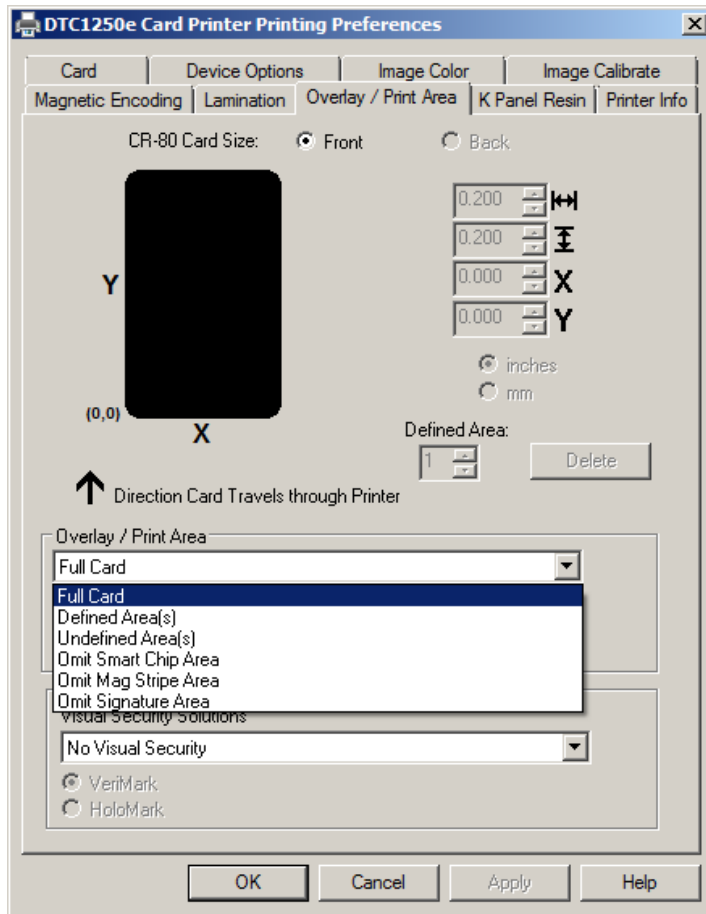 DTC1250e Card Printer Printing Preferences
Card Device Options Image Color Image Calibrate
Magnetic Encoding Lamination Overlay / Print Area K Panel Resin Printer Info
CR-80 Card Size: Front Back
0.200
0.200
Y
0.000 X
0.000 Y
inches
mm
(0,0)
X
Defined Area:
1 Delete
Direction Card Travels through Printer
Overlay / Print Area
Full Card
Full Card
Defined Area(s)
Undefined Area(s)
Omit Smart Chip Area
Omit Mag Stripe Area
Omit Signature Area
Visual Security Solutions
No Visual Security
VeriMark
HoloMark
OK Cancel Apply Help